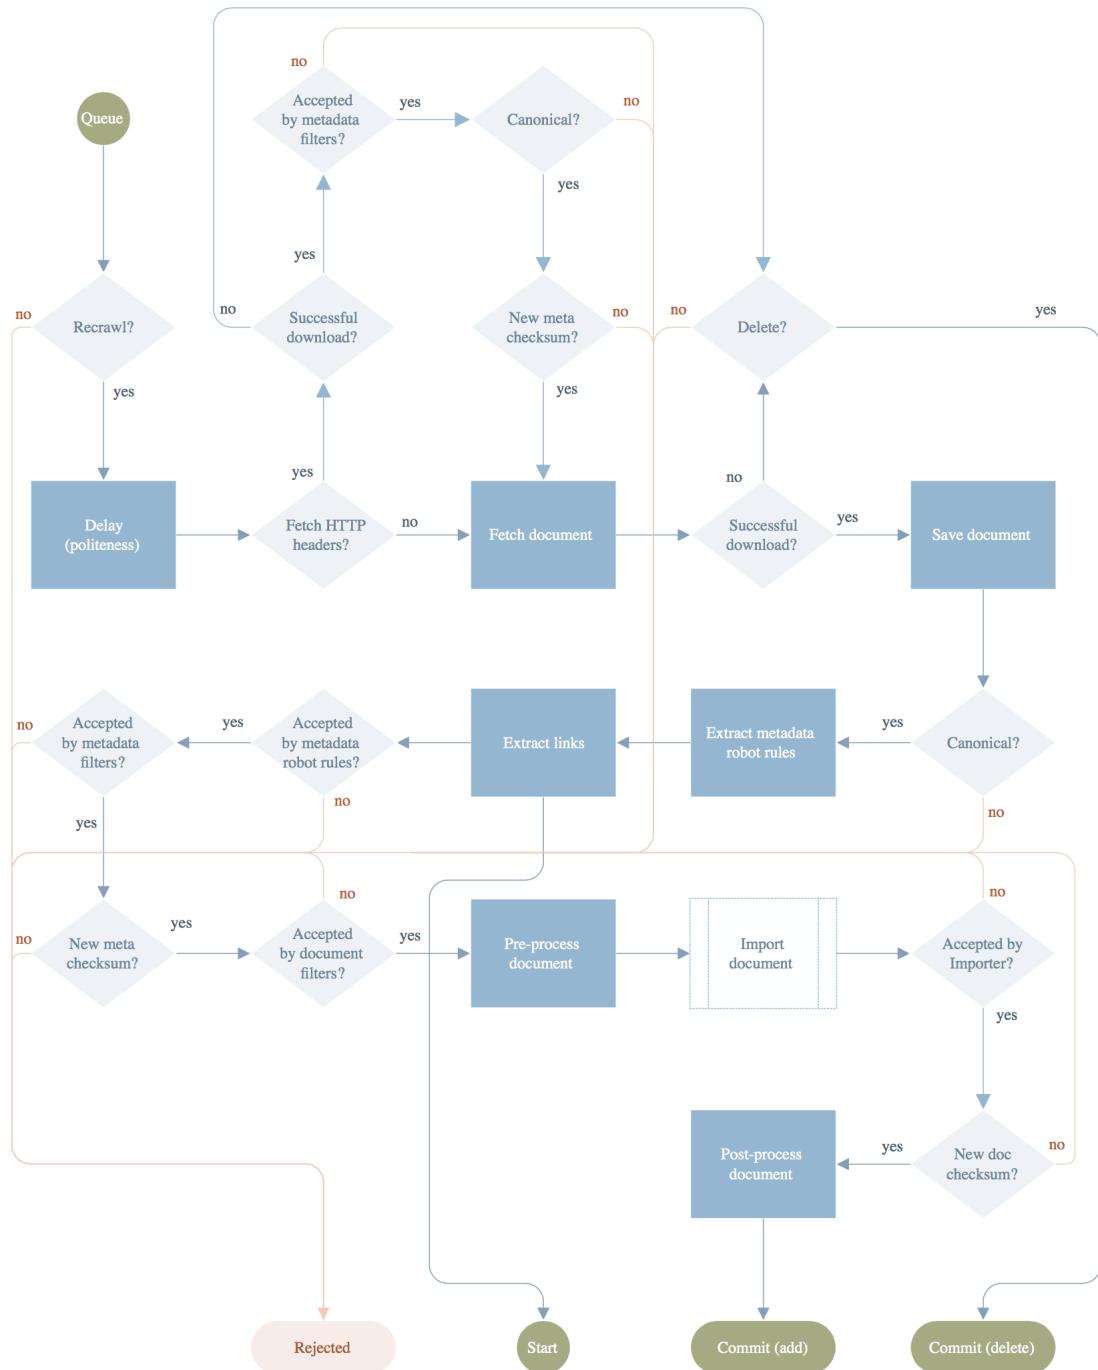 no
Accepted
by metadata
filters?
yes
Canonical?
no
Queue
yes
yes
no
Recrawl?
no
Successful
download?
New meta
checksum?
no
no
Delete?
yes
yes
yes
yes
no
Delay
(politeness)
Fetch HTTP
headers?
no
Fetch document
Successful
download?
yes
Save document
no
Accepted
by metadata
filters?
yes
Accepted
by metadata
robot rules?
Extract links
Extract metadata
robot rules
yes
Canonical?
yes
no
no
no
New meta
checksum?
yes
no
Accepted
by document
filters?
yes
Pre-process
document
Import
document
no
Accepted by
Importer?
yes
Post-process
document
yes
New doc
checksum?
no
Rejected
Start
Commit (add)
Commit (delete)